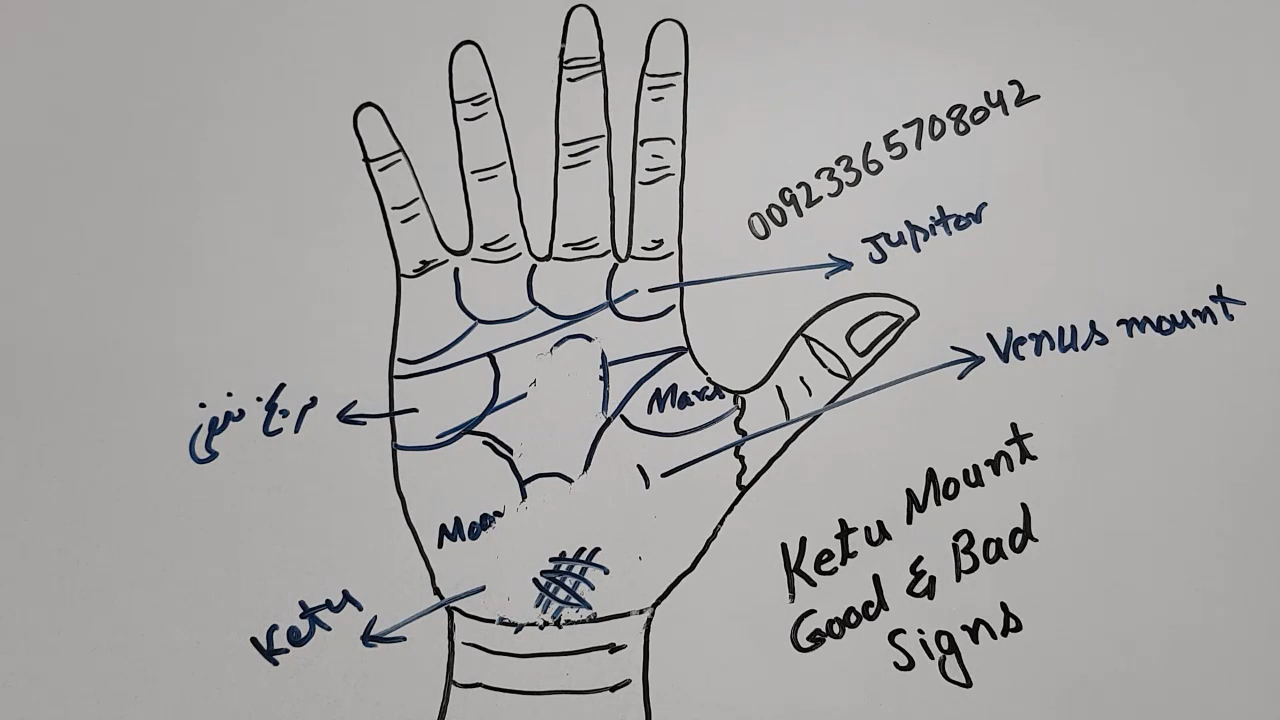 00923365708042
Jupitor
Venus mount
Mars
مریخ منفی
Moon
Ketu
Ketu Mount
Good & Bad
Signs